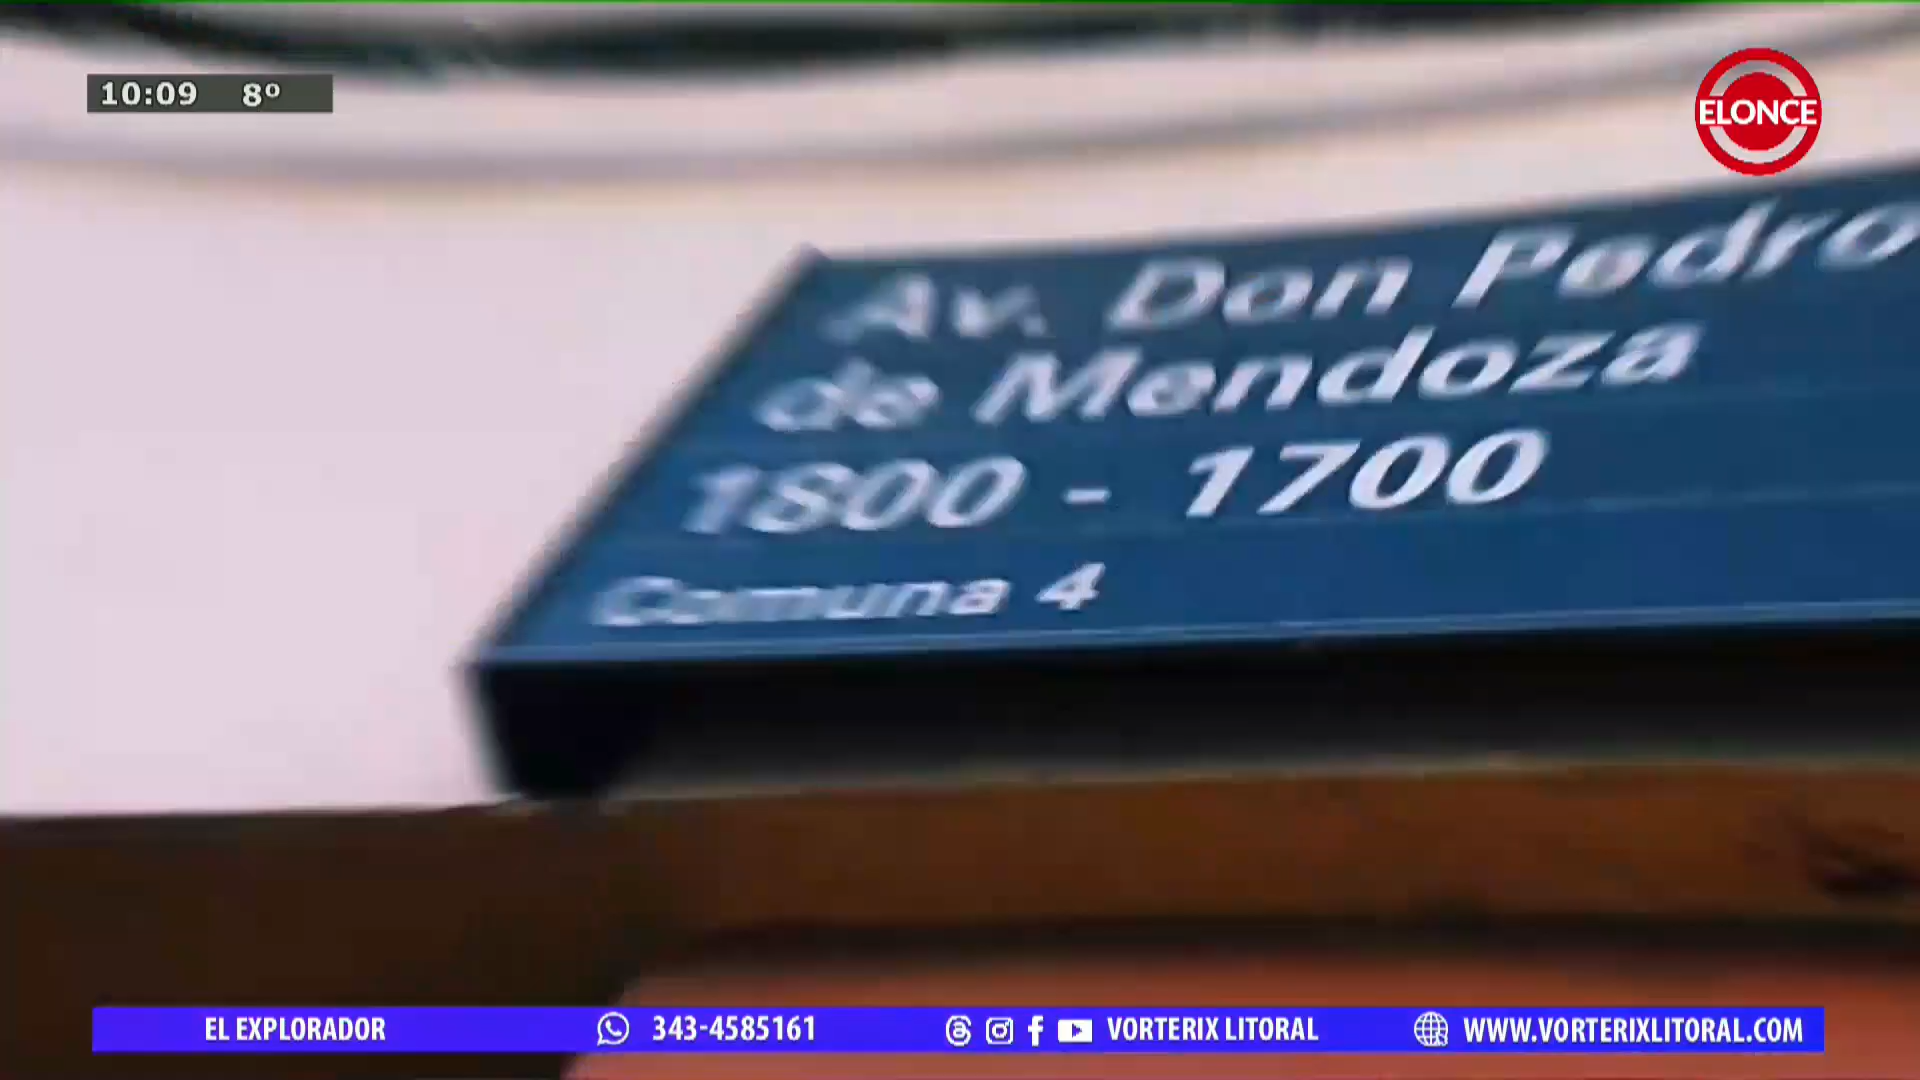 10:09 8º
ELONCE
Av. Don Pedro
de Mendoza
1800 - 1700
Comuna 4
EL EXPLORADOR
343-4585161
VORTERIX LITORAL
WWW.VORTERIXLITORAL.COM